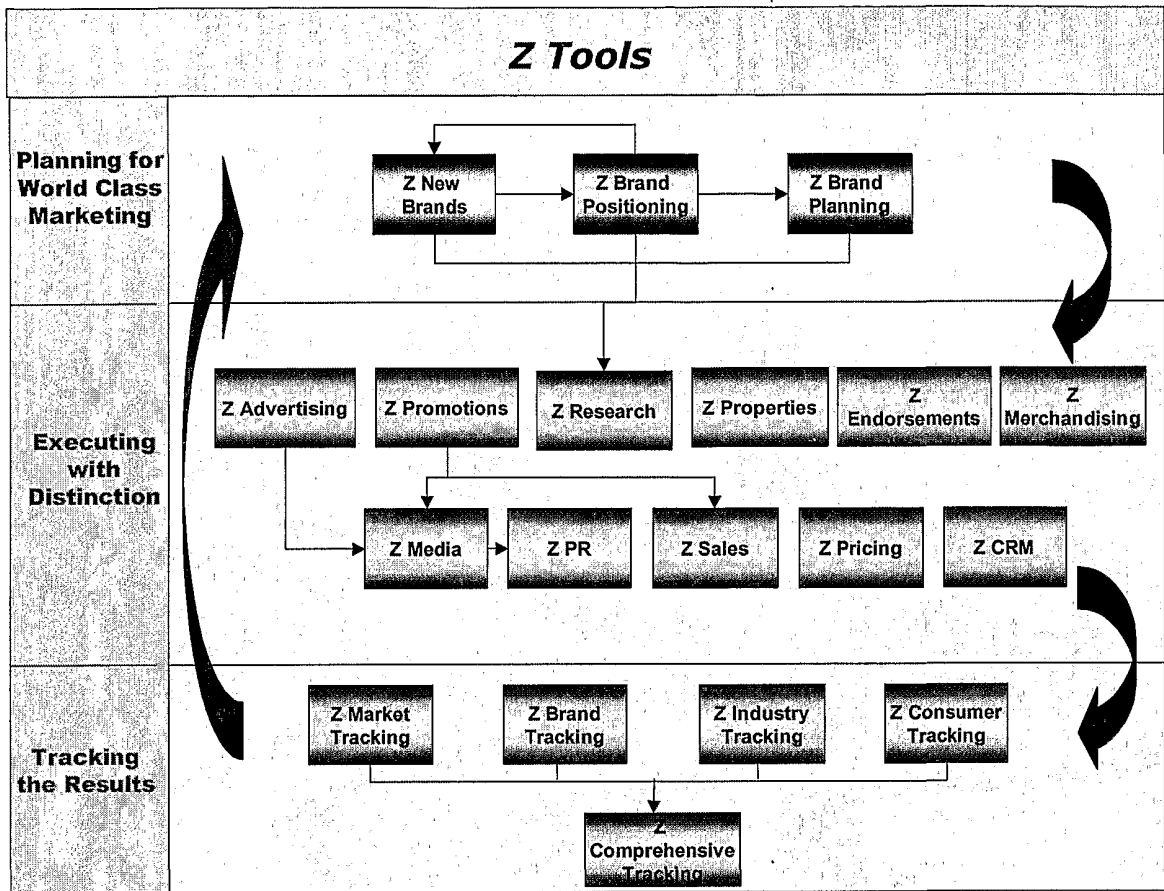 Z Tools
Planning for
World Class
Marketing
Z New
Brands
Z Brand
Positioning
Z Brand
Planning
Executing
with
Distinction
Z Advertising
Z Promotions
Z Research
Z Properties
Z
Endorsements
Z
Merchandising
Z Media
Z PR
Z Sales
Z Pricing
Z CRM
Tracking
the Results
Z Market
Tracking
Z Brand
Tracking
Z Industry
Tracking
Z Consumer
Tracking
Z
Comprehensive
Tracking